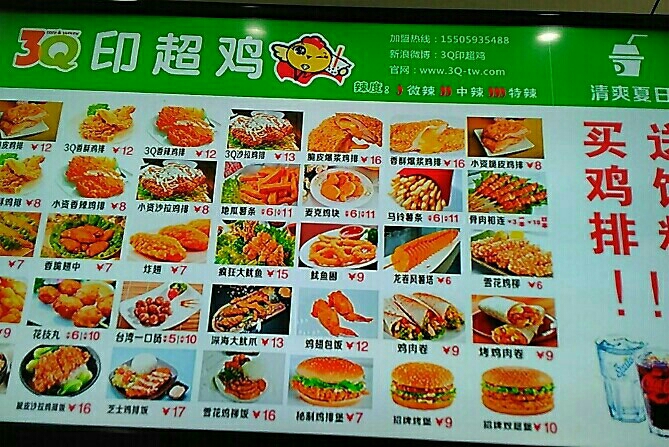 3Q 印超鸡
加盟热线：15505935488
新浪微博：3Q印超鸡
官网：www.3Q-tw.com
辣度：微辣 中辣 特辣
清爽夏日
买鸡排！
送饮料！
皮鸡排 ¥12
3Q香酥鸡排 ¥12
3Q香辣鸡排 ¥12
3Q沙拉鸡排 ¥13
脆皮爆浆鸡排 ¥16
香酥爆浆鸡排 ¥16
小资脆皮鸡排 ¥8
鸡排 ¥8
小资香辣鸡排 ¥8
小资沙拉鸡排 ¥8
地瓜薯条 6 11
麦克鸡块 6 11
马铃薯条 6 11
骨肉相连
¥7
香脆翅中 ¥7
炸翅 ¥7
疯狂大鱿鱼 ¥15
鱿鱼圈 ¥9
龙卷风薯塔 ¥6
雪花鸡柳 ¥6
¥9
花枝丸 6 10
台湾一口肠 5 10
深海大鱿爪 ¥13
鸡翅包饭 ¥12
鸡肉卷 ¥9
烤鸡肉卷 ¥9
脆皮沙拉鸡排饭 ¥16
芝士鸡排饭 ¥17
雪花鸡柳饭 ¥16
秘制鸡排堡 ¥7
招牌烤堡 ¥9
招牌双层堡 ¥10